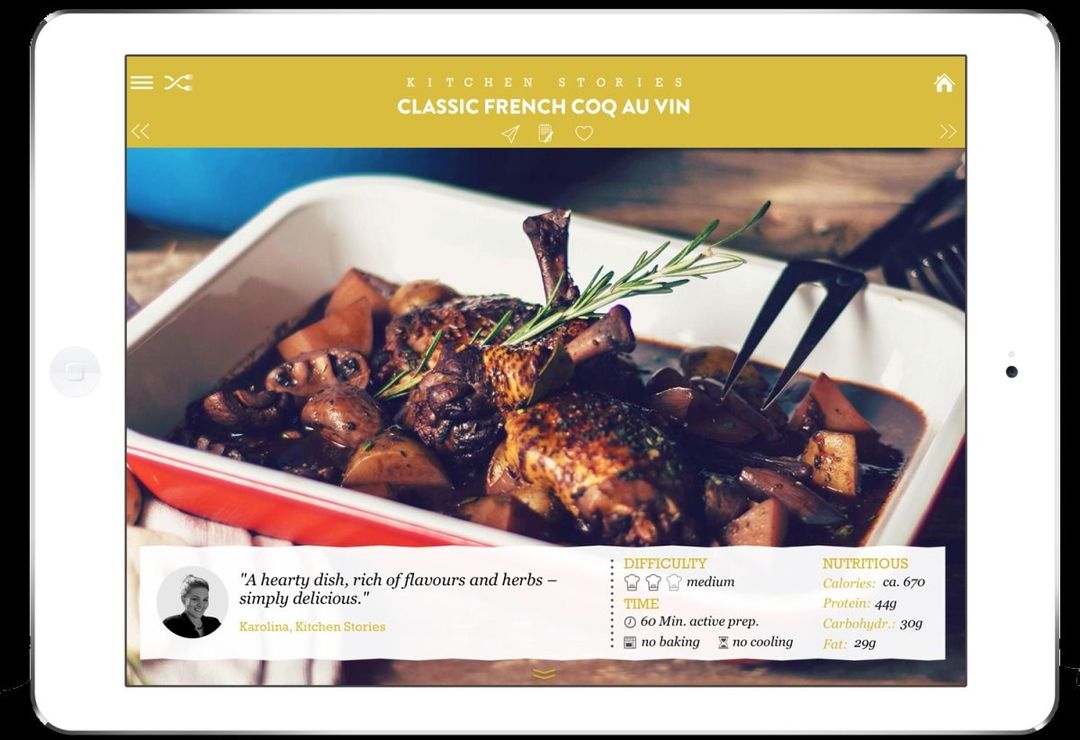 KITCHEN STORIES
CLASSIC FRENCH COQ AU VIN
"A hearty dish, rich of flavours and herbs –
simply delicious."
Karolina, Kitchen Stories
DIFFICULTY
medium
TIME
60 Min. active prep.
no baking no cooling
NUTRITIOUS
Calories: ca. 670
Protein: 44g
Carbohydr.: 30g
Fat: 29g